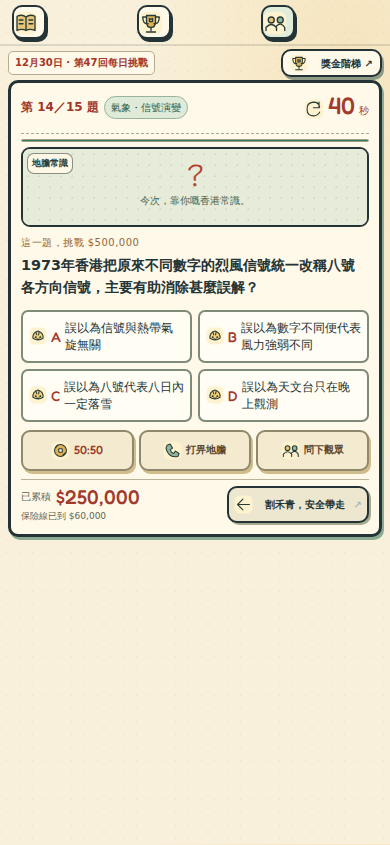 12月30日 · 第47回每日挑戰
獎金階梯 ↗
第 14／15 題
氣象 · 信號演變
40 秒
地膽常識
?
今次，靠你嘅香港常識。
這一題，挑戰 $500,000
1973年香港把原來不同數字的烈風信號統一改稱八號
各方向信號，主要有助消除甚麼誤解？
A 誤以為信號與熱帶氣
旋無關
B 誤以為數字不同便代表
風力強弱不同
C 誤以為八號代表八日內
一定落雪
D 誤以為天文台只在晚
上觀測
50:50
打畀地膽
問下觀眾
已累積 $250,000
保險線已到 $60,000
割禾青，安全帶走 ↗